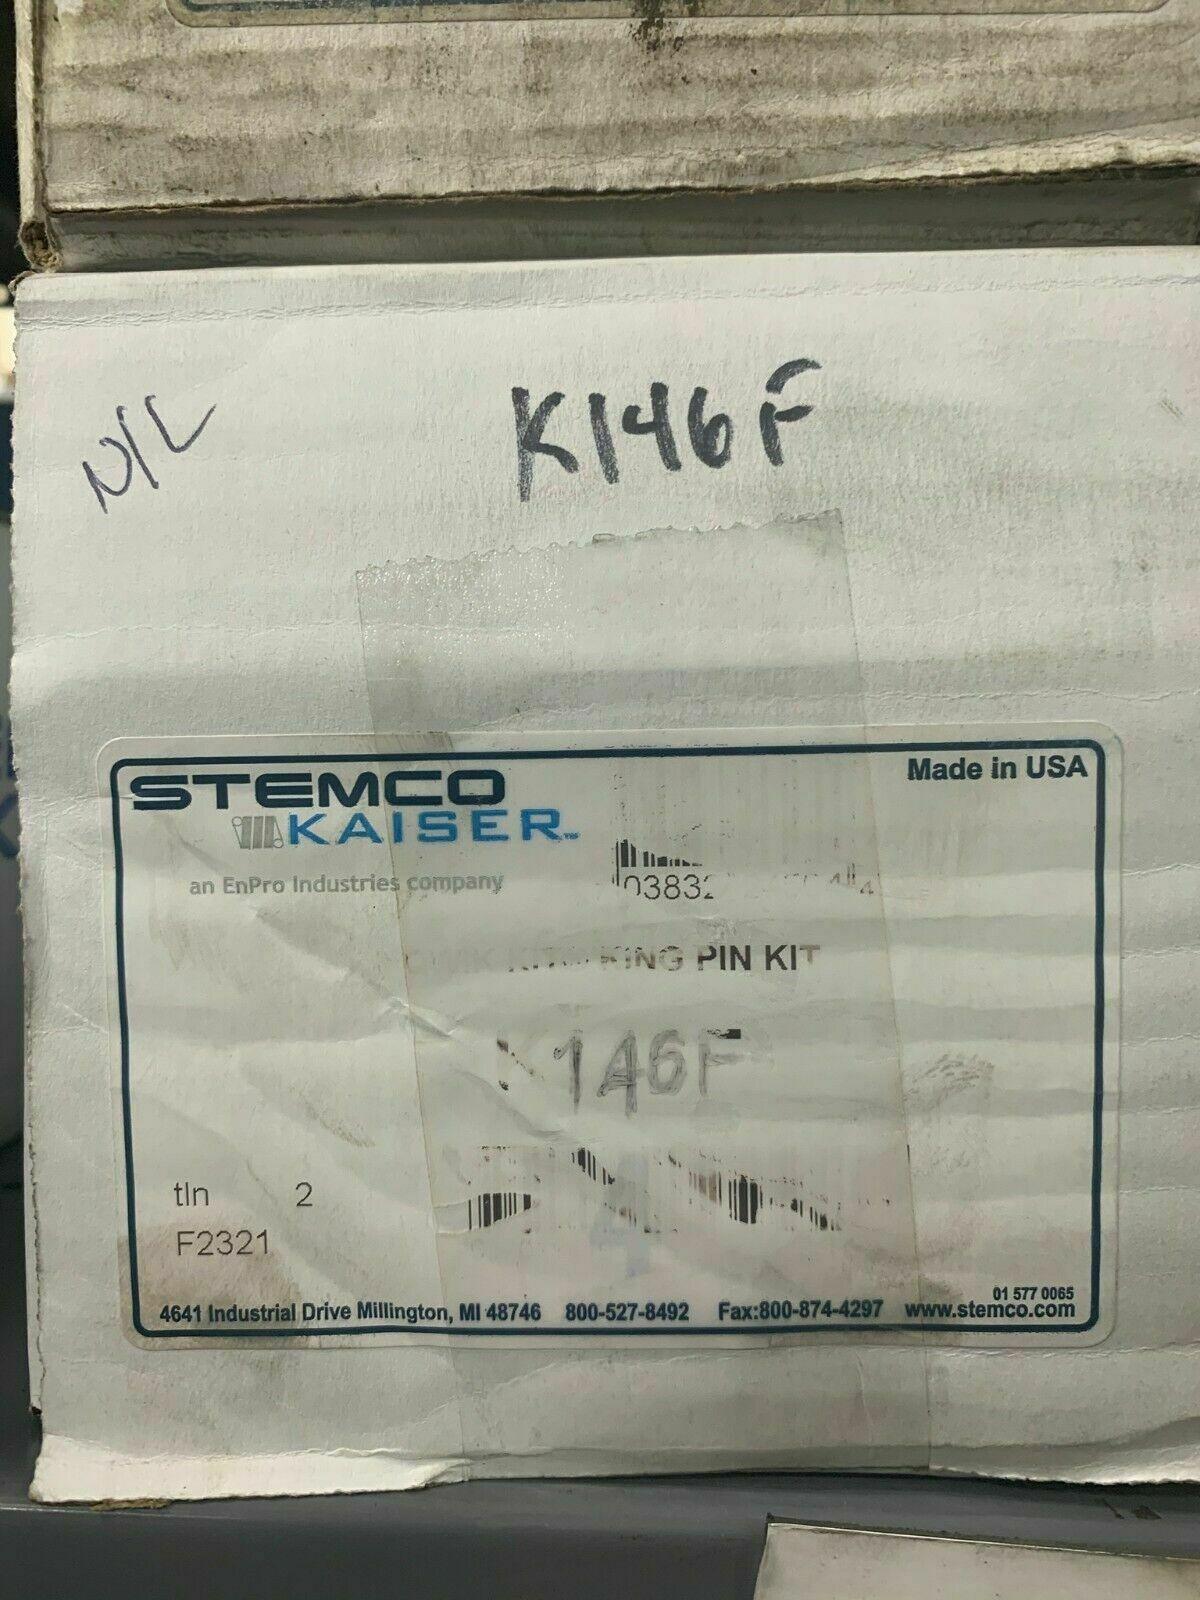 N/L
K146F
STEMCO
KAISER™
an EnPro Industries company
Made in USA
KING PIN KIT
146F
tln 2
F2321
01 577 0065
4641 Industrial Drive Millington, MI 48746 800-527-8492 Fax:800-874-4297 www.stemco.com